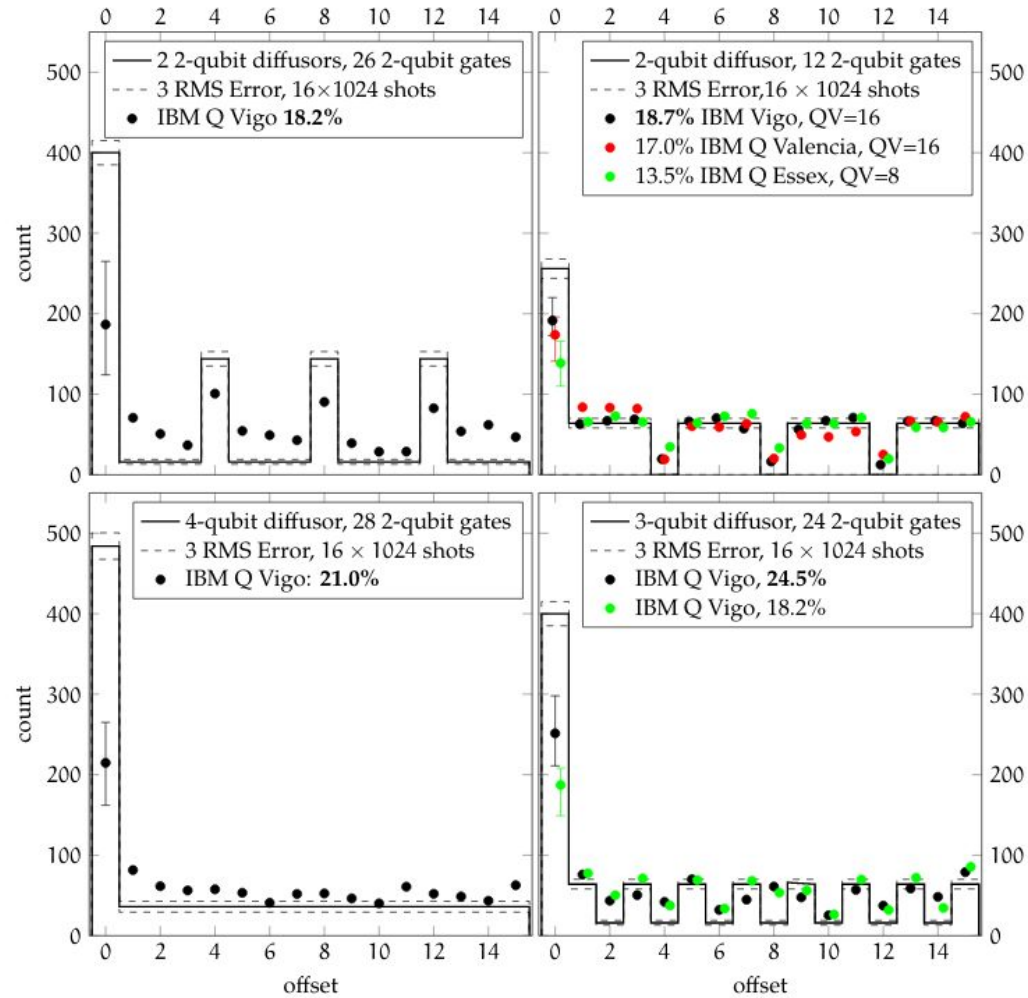 0 2 4 6 8 10 12 14
0 2 4 6 8 10 12 14
500
400
300
200
100
0
count
2 2-qubit diffusors, 26 2-qubit gates
3 RMS Error, 16×1024 shots
IBM Q Vigo 18.2%
2-qubit diffusor, 12 2-qubit gates
3 RMS Error,16 × 1024 shots
18.7% IBM Vigo, QV=16
17.0% IBM Q Valencia, QV=16
13.5% IBM Q Essex, QV=8
500
400
300
200
100
0
500
400
300
200
100
0
count
4-qubit diffusor, 28 2-qubit gates
3 RMS Error, 16 × 1024 shots
IBM Q Vigo: 21.0%
0 2 4 6 8 10 12 14
offset
3-qubit diffusor, 24 2-qubit gates
3 RMS Error, 16 × 1024 shots
IBM Q Vigo, 24.5%
IBM Q Vigo, 18.2%
500
400
300
200
100
0
0 2 4 6 8 10 12 14
offset